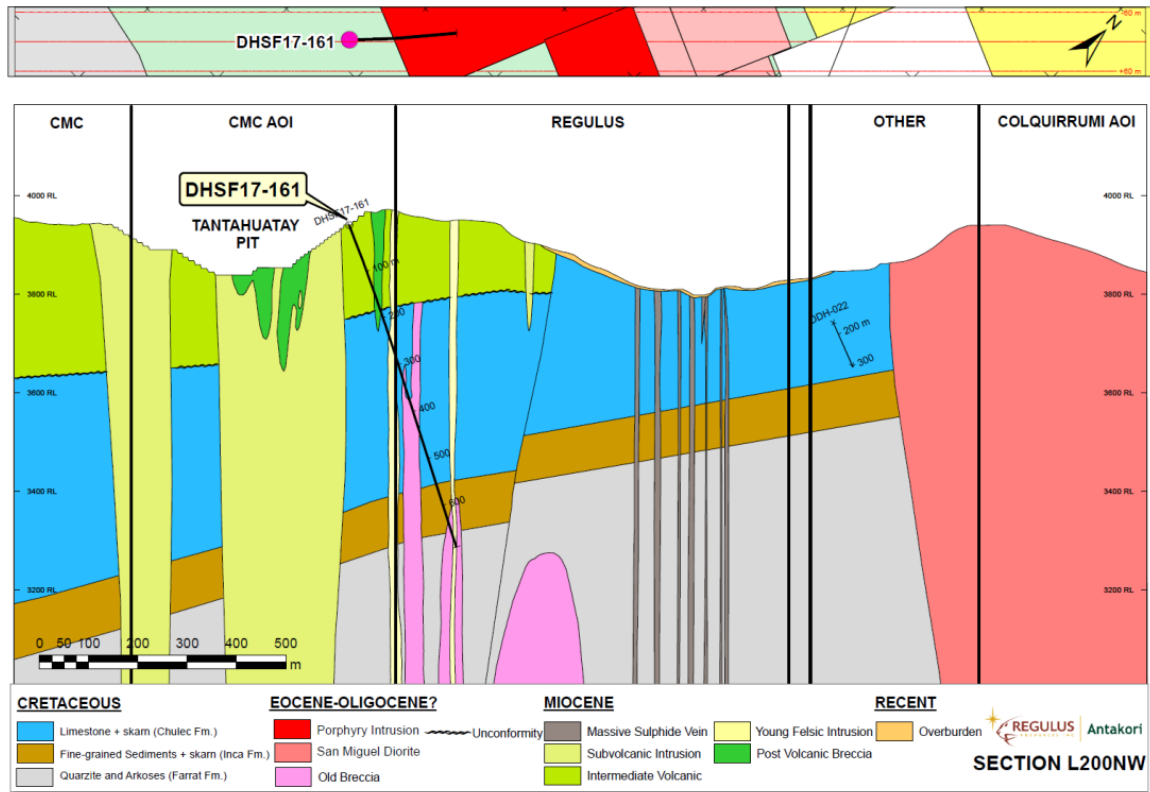 -60 m
DHSF17-161
N
+60 m
CMC
CMC AOI
REGULUS
OTHER
COLQUIRRUMI AOI
4000 RL
DHSF17-161
DHSF17-161
4000 RL
TANTAHUATAY
PIT
100 m
3800 RL
3800 RL
200
DDH-022
200 m
300
300
3600 RL
3600 RL
400
500
3400 RL
3400 RL
600
3200 RL
3200 RL
0 50 100 200 300 400 500
m
CRETACEOUS
Limestone + skarn (Chulec Fm.)
Fine-grained Sediments + skarn (Inca Fm.)
Quarzite and Arkoses (Farrat Fm.)
EOCENE-OLIGOCENE?
Porphyry Intrusion
Unconformity
San Miguel Diorite
Old Breccia
MIOCENE
Massive Sulphide Vein
Young Felsic Intrusion
Subvolcanic Intrusion
Post Volcanic Breccia
Intermediate Volcanic
RECENT
Overburden
REGULUS
RESOURCES INC.
Antakori
SECTION L200NW